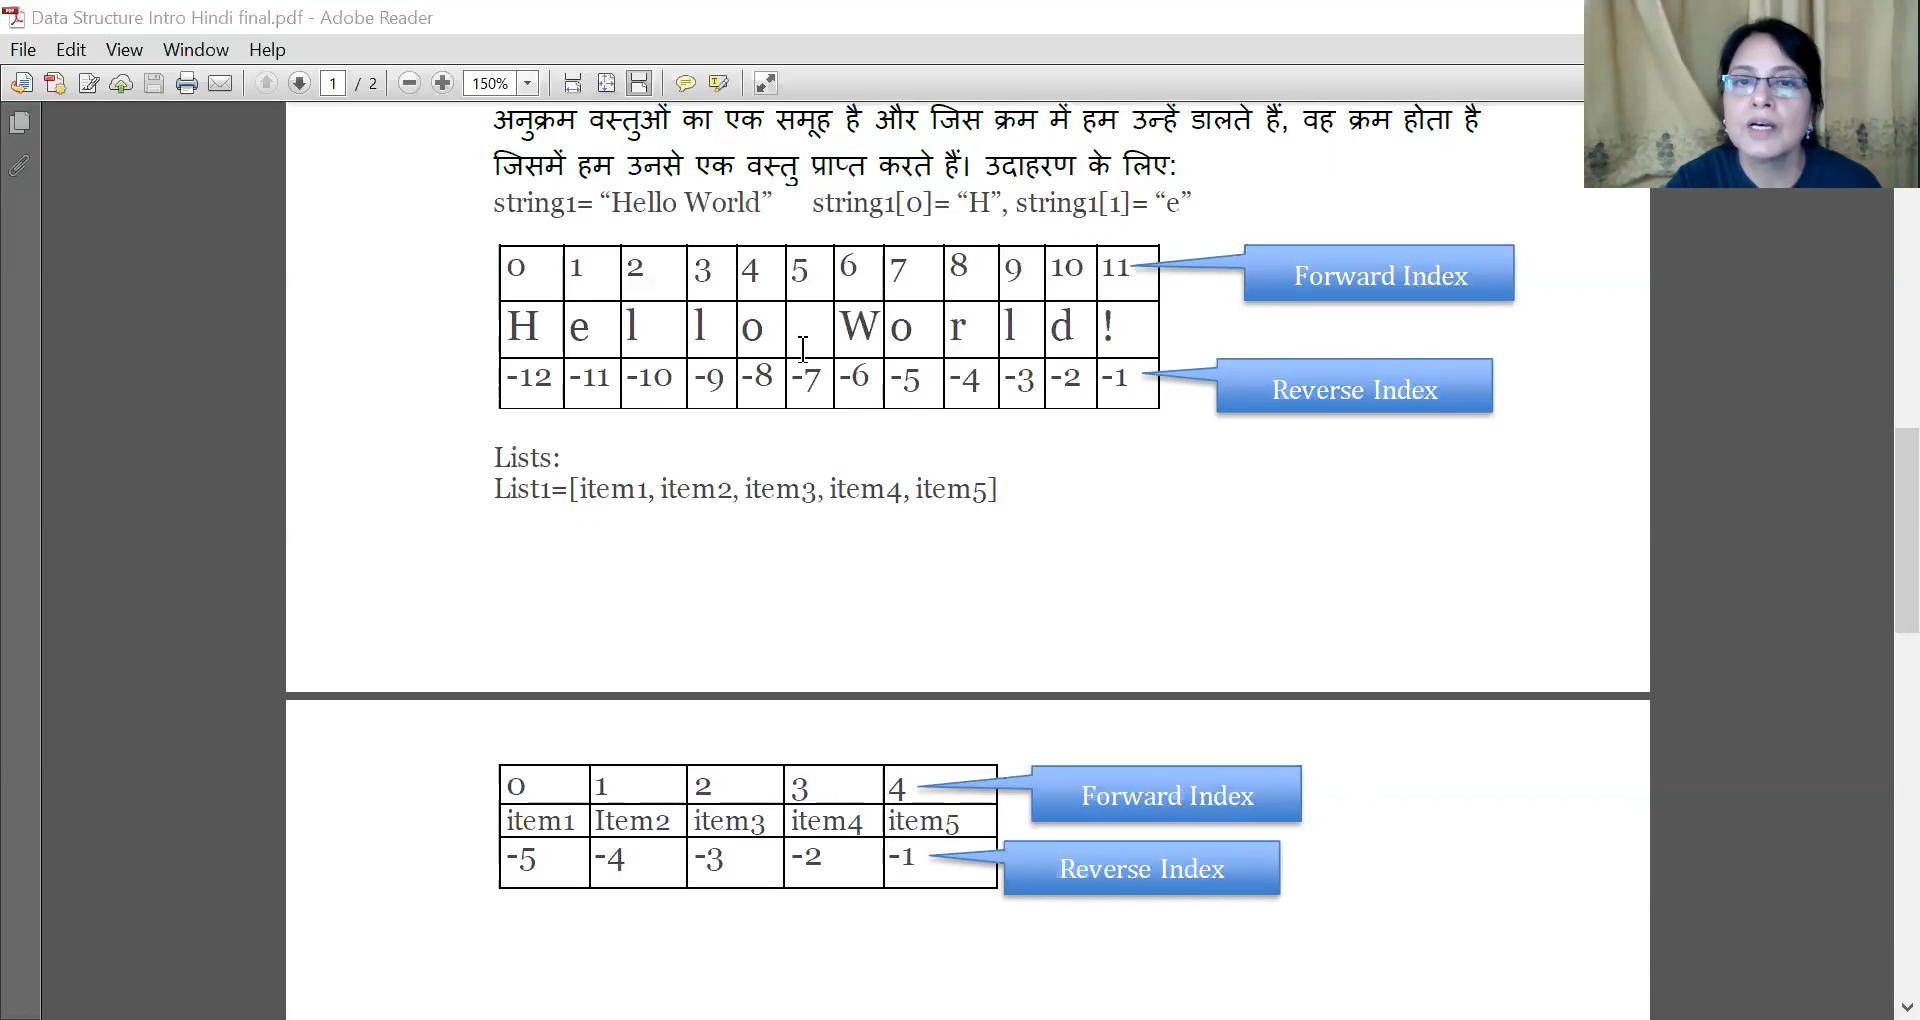 Data Structure Intro Hindi final.pdf - Adobe Reader
File Edit View Window Help
1 / 2 150%
अनुक्रम वस्तुओं का एक समूह है और जिस क्रम में हम उन्हें डालते हैं, वह क्रम होता है
जिसमें हम उनसे एक वस्तु प्राप्त करते हैं। उदाहरण के लिए:
string1= “Hello World” string1[0]= “H”, string1[1]= “e”
0 1 2 3 4 5 6 7 8 9 10 11 Forward Index
H e l l o W o r l d !
-12 -11 -10 -9 -8 -7 -6 -5 -4 -3 -2 -1 Reverse Index
Lists:
List1=[item1, item2, item3, item4, item5]
0 1 2 3 4 Forward Index
item1 Item2 item3 item4 item5
-5 -4 -3 -2 -1 Reverse Index